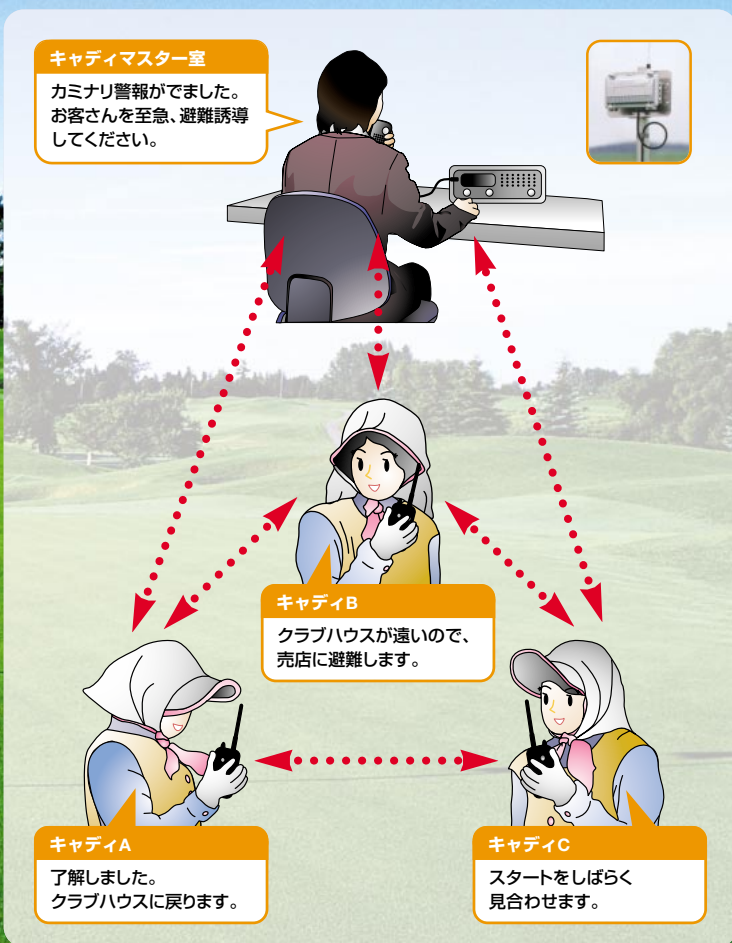 キャディマスター室
カミナリ警報がでました。
お客さんを至急、避難誘導
してください。
キャディB
クラブハウスが遠いので、
売店に避難します。
キャディA
了解しました。
クラブハウスに戻ります。
キャディC
スタートをしばらく
見合わせます。